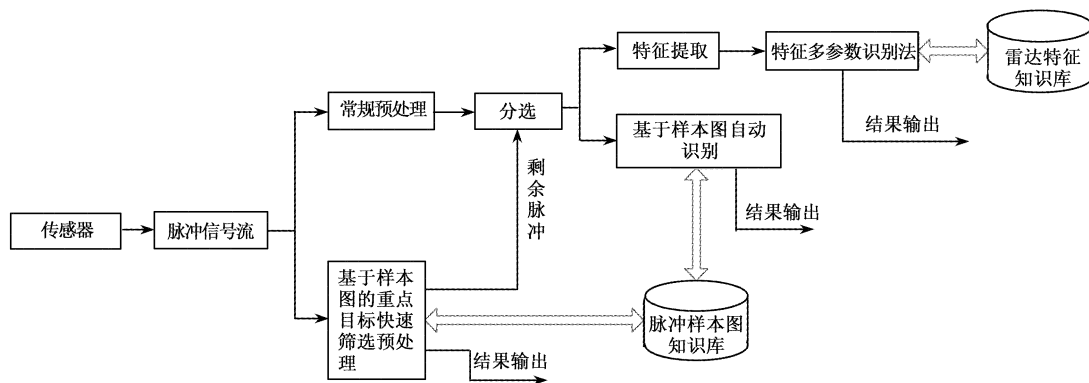 特征提取
特征多参数识别法
雷达特征
知识库
常规预处理
分选
结果输出
基于样本图自动
识别
剩余脉冲
传感器
脉冲信号流
结果输出
基于样本
图的重点
目标快速
筛选预处
理
脉冲样本图
知识库
结果输出